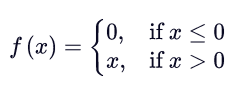 f (x) = { 0, if x ≤ 0
x, if x > 0